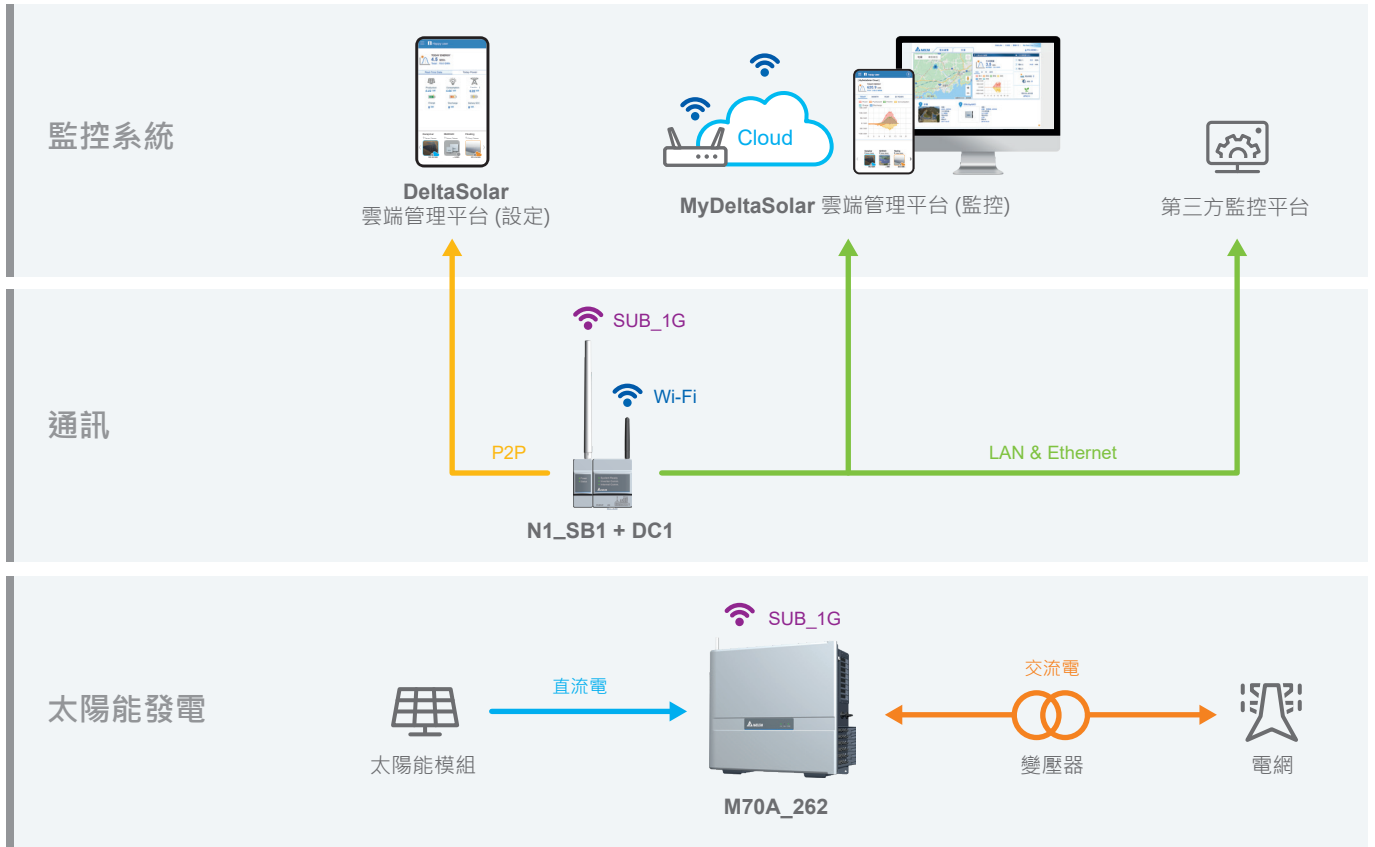 監控系統
Cloud
DeltaSolar
雲端管理平台 (設定)
MyDeltaSolar 雲端管理平台 (監控)
第三方監控平台
通訊
SUB_1G
Wi-Fi
P2P
LAN & Ethernet
N1_SB1 + DC1
太陽能發電
SUB_1G
直流電
交流電
太陽能模組
變壓器
電網
M70A_262